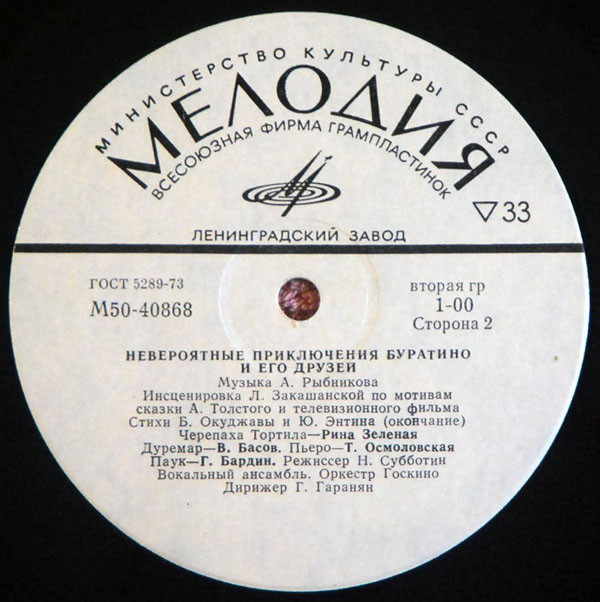 МИНИСТЕРСТВО КУЛЬТУРЫ СССР
МЕЛОДИЯ
ВСЕСОЮЗНАЯ ФИРМА ГРАМПЛАСТИНОК
▽33
ЛЕНИНГРАДСКИЙ ЗАВОД
ГОСТ 5289-73
М50-40868
вторая гр
1-00
Сторона 2
НЕВЕРОЯТНЫЕ ПРИКЛЮЧЕНИЯ БУРАТИНО
И ЕГО ДРУЗЕЙ
Музыка А. Рыбникова
Инсценировка Л. Закашанской по мотивам
сказки А. Толстого и телевизионного фильма
Стихи Б. Окуджавы и Ю. Энтина (окончание)
Черепаха Тортила—Рина Зеленая
Дуремар—В. Басов. Пьеро—Т. Осмоловская
Паук—Г. Бардин. Режиссер Н. Субботин
Вокальный ансамбль. Оркестр Госкино
Дирижер Г. Гаранян